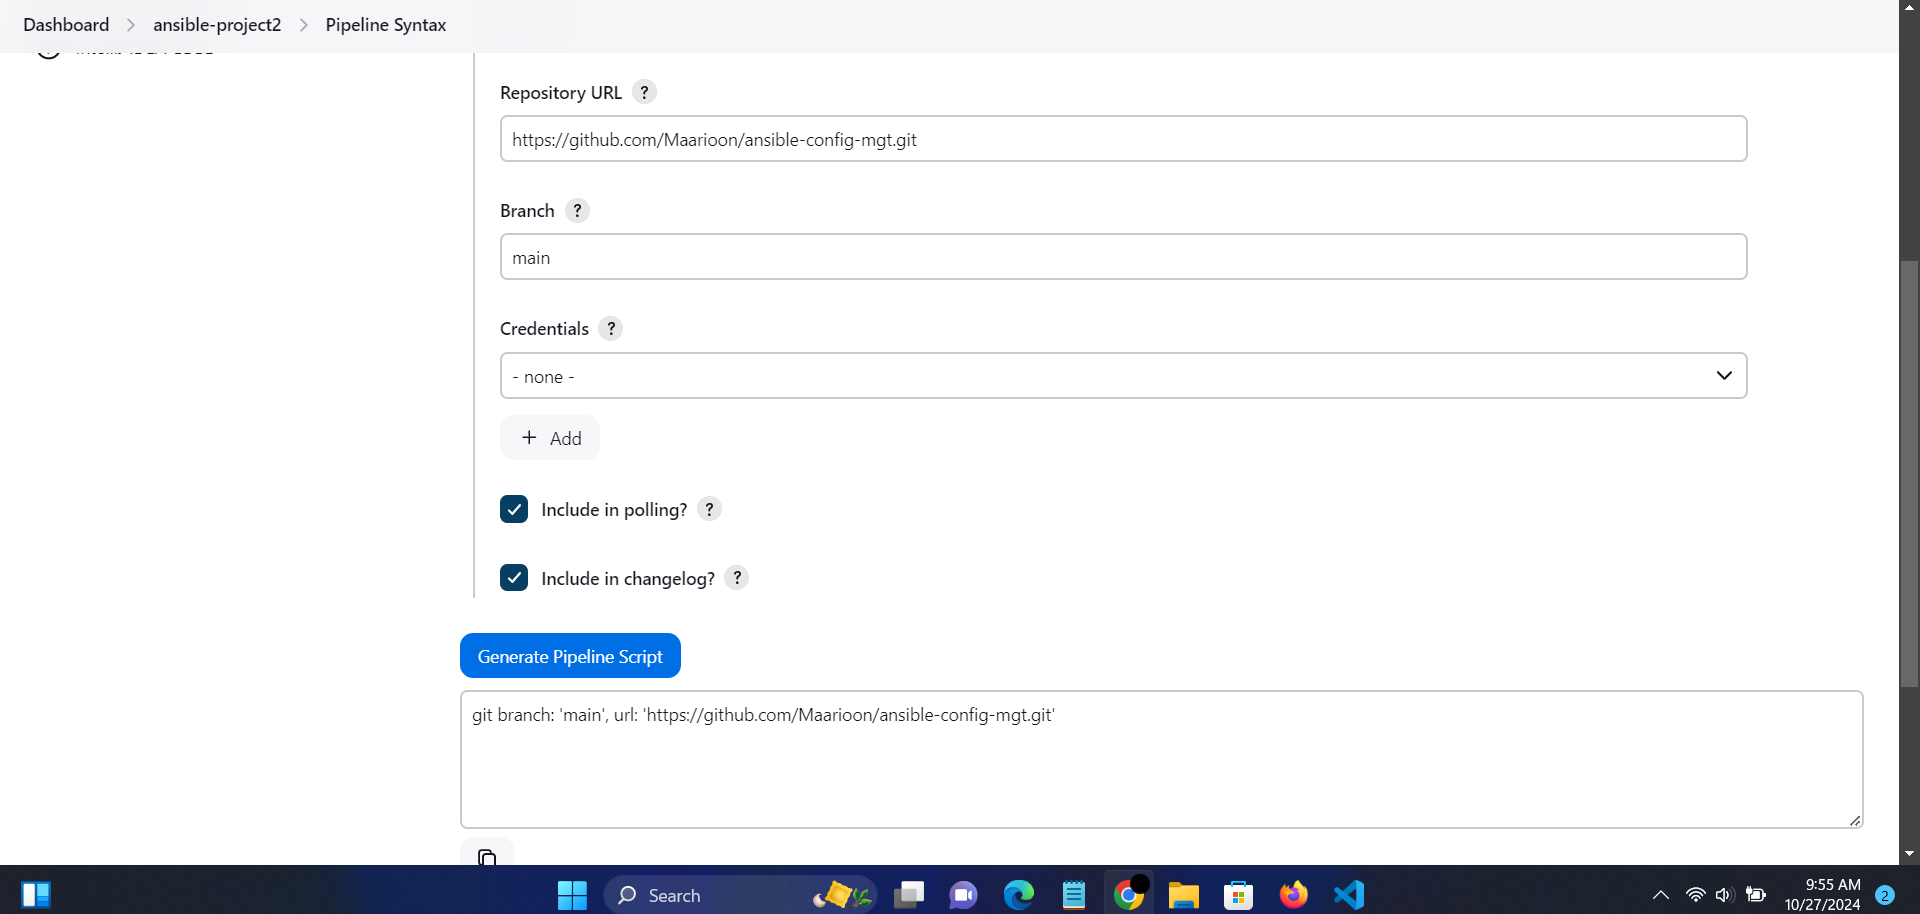 Dashboard > ansible-project2 > Pipeline Syntax
Repository URL ?
https://github.com/Maarioon/ansible-config-mgt.git
Branch ?
main
Credentials ?
- none -
+ Add
Include in polling? ?
Include in changelog? ?
Generate Pipeline Script
git branch: 'main', url: 'https://github.com/Maarioon/ansible-config-mgt.git'
Search
9:55 AM
10/27/2024
2